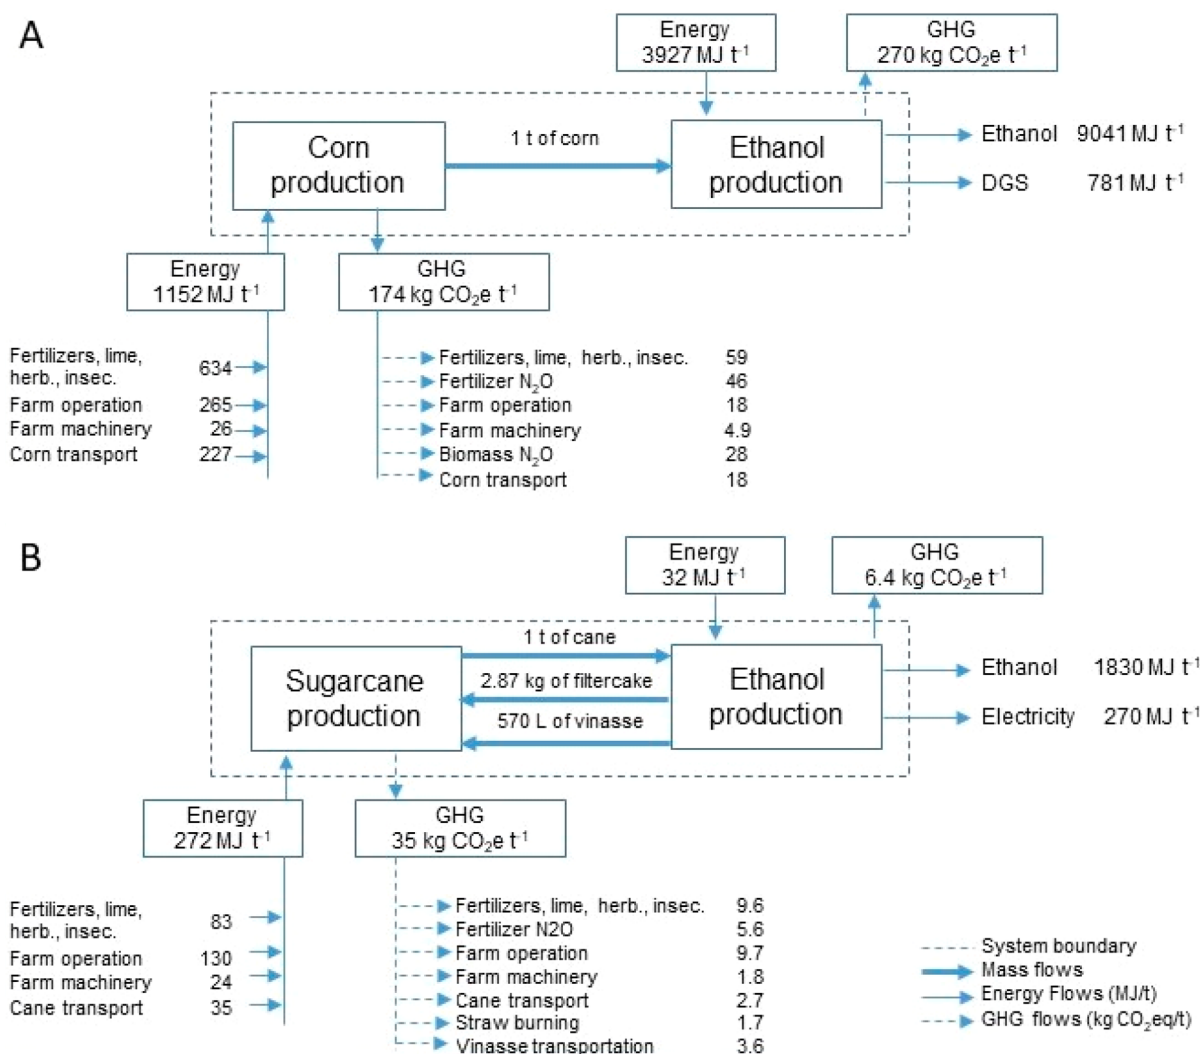 A
Energy
3927 MJ t⁻¹
GHG
270 kg CO₂e t⁻¹
Corn
production
1 t of corn
Ethanol
production
Ethanol 9041 MJ t⁻¹
DGS 781 MJ t⁻¹
Energy
1152 MJ t⁻¹
GHG
174 kg CO₂e t⁻¹
Fertilizers, lime,
herb., insec. 634
Farm operation 265
Farm machinery 26
Corn transport 227
Fertilizers, lime, herb., insec. 59
Fertilizer N₂O 46
Farm operation 18
Farm machinery 4.9
Biomass N₂O 28
Corn transport 18
B
Energy
32 MJ t⁻¹
GHG
6.4 kg CO₂e t⁻¹
Sugarcane
production
1 t of cane
2.87 kg of filtercake
570 L of vinasse
Ethanol
production
Ethanol 1830 MJ t⁻¹
Electricity 270 MJ t⁻¹
Energy
272 MJ t⁻¹
GHG
35 kg CO₂e t⁻¹
Fertilizers, lime,
herb., insec. 83
Farm operation 130
Farm machinery 24
Cane transport 35
Fertilizers, lime, herb., insec. 9.6
Fertilizer N2O 5.6
Farm operation 9.7
Farm machinery 1.8
Cane transport 2.7
Straw burning 1.7
Vinasse transportation 3.6
System boundary
Mass flows
Energy Flows (MJ/t)
GHG flows (kg CO₂eq/t)